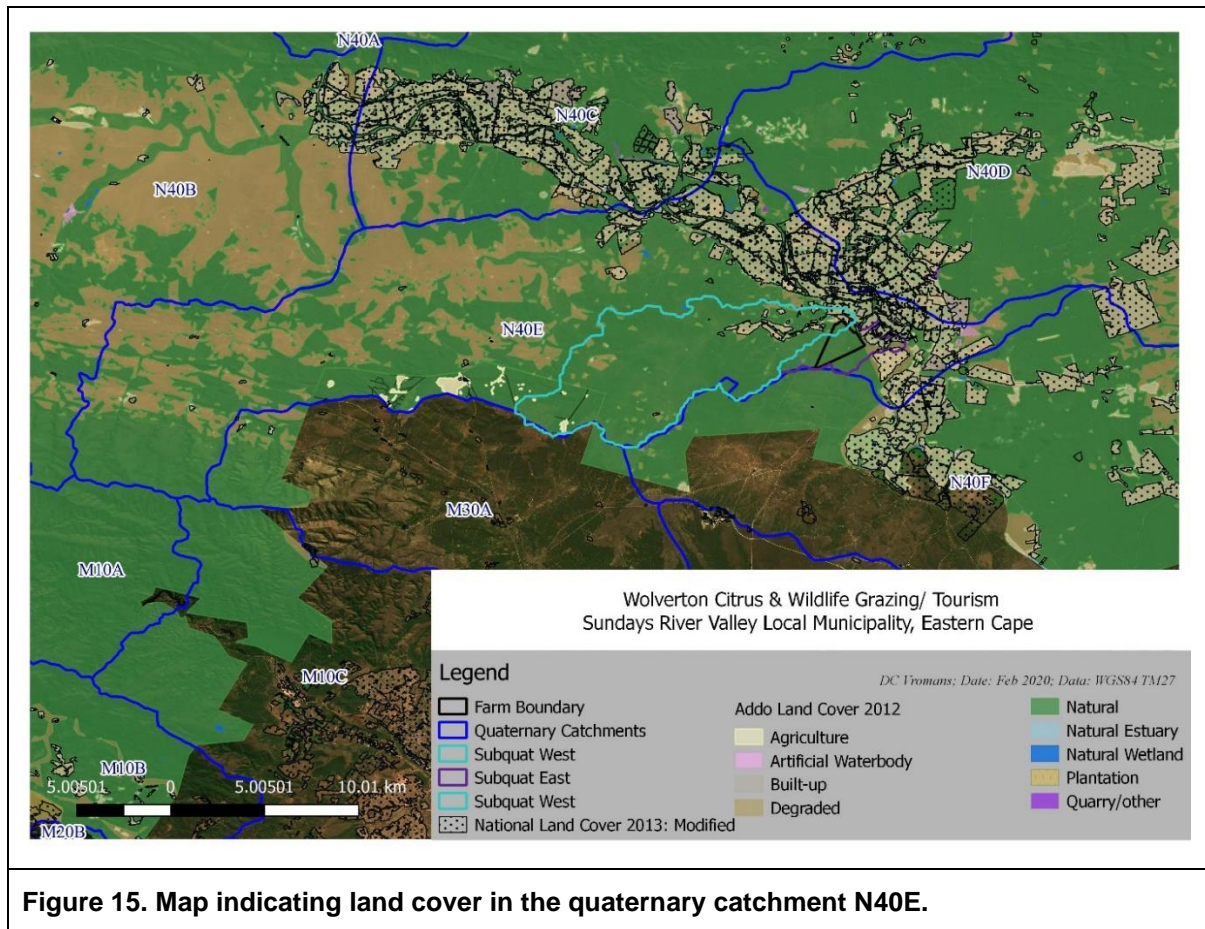 N40A
N40C
N40B
N40D
N40E
N40F
M30A
M10A
M10C
M10B
M20B
5.00501 0 5.00501 10.01 km
Wolverton Citrus & Wildlife Grazing/ Tourism
Sundays River Valley Local Municipality, Eastern Cape
Legend
DC Vromans; Date: Feb 2020; Data: WGS84 TM27
Farm Boundary
Quaternary Catchments
Subquat West
Subquat East
Subquat West
National Land Cover 2013: Modified
Addo Land Cover 2012
Agriculture
Artificial Waterbody
Built-up
Degraded
Natural
Natural Estuary
Natural Wetland
Plantation
Quarry/other
Figure 15. Map indicating land cover in the quaternary catchment N40E.